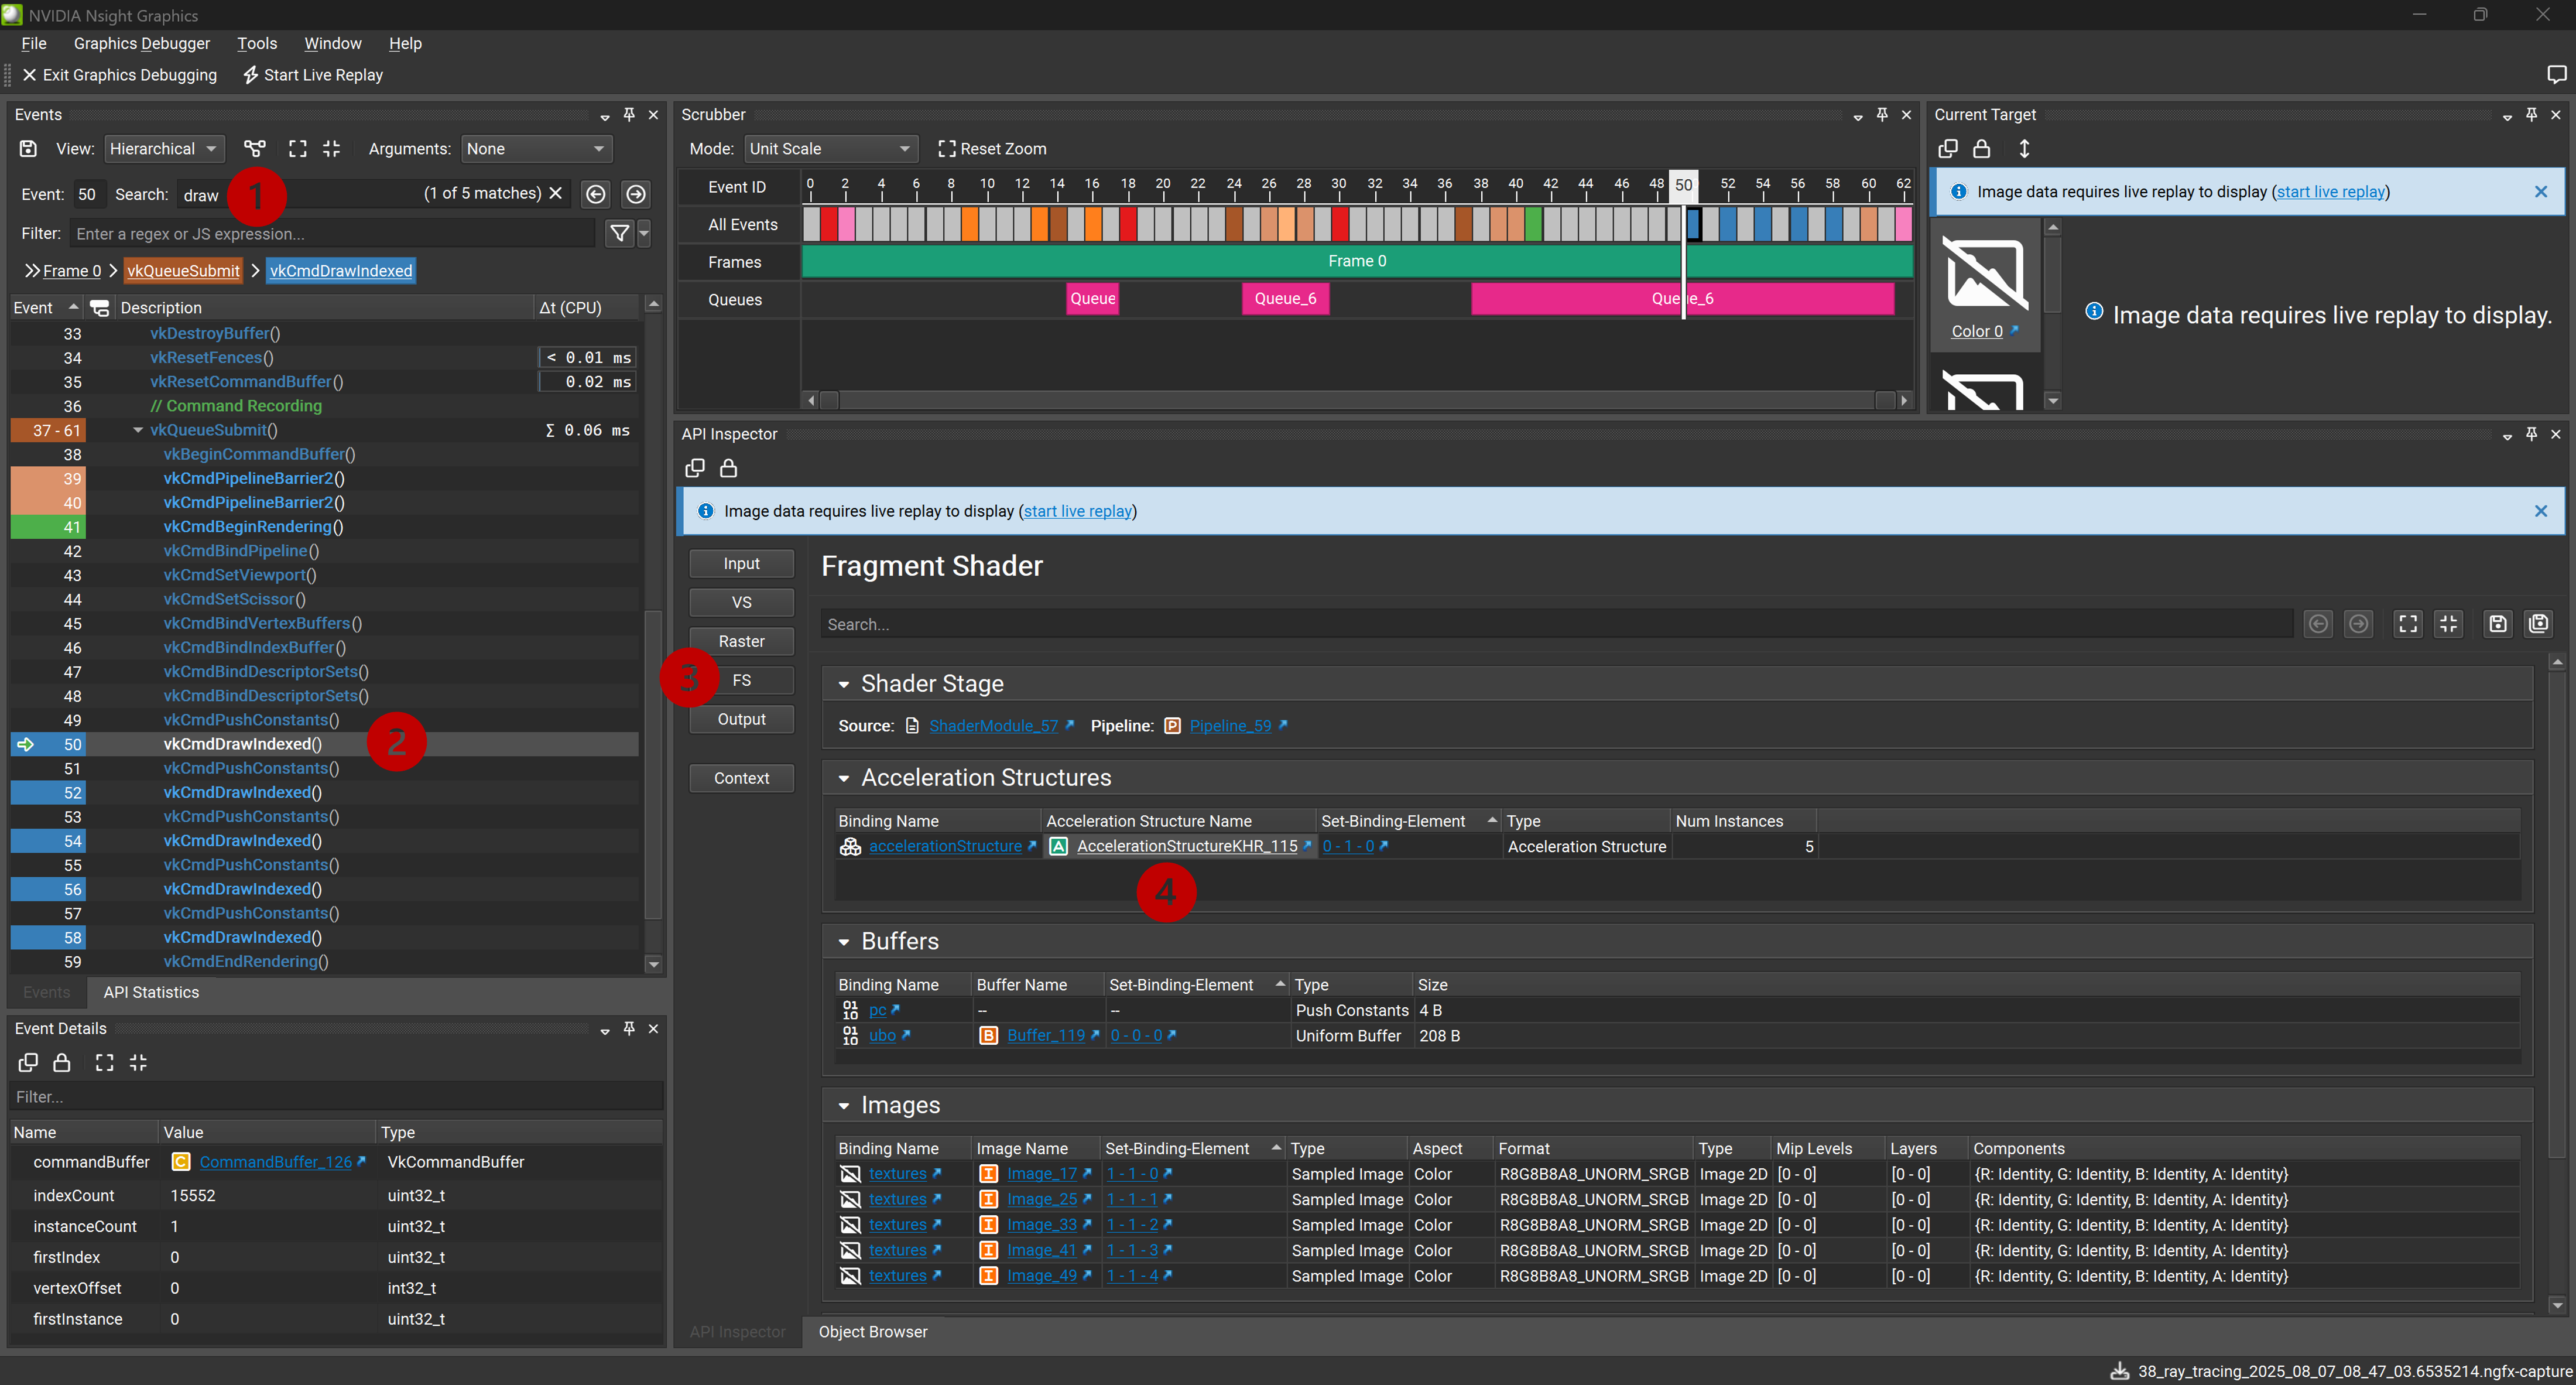 NVIDIA Nsight Graphics
File Graphics Debugger Tools Window Help
Exit Graphics Debugging Start Live Replay
Events
View: Hierarchical Arguments: None
Event: 50 Search: draw (1 of 5 matches)
1
Filter: Enter a regex or JS expression...
Frame 0 > vkQueueSubmit > vkCmdDrawIndexed
Event Description Δt (CPU)
33 vkDestroyBuffer()
34 vkResetFences() < 0.01 ms
35 vkResetCommandBuffer() 0.02 ms
36 // Command Recording
37 - 61 vkQueueSubmit() Σ 0.06 ms
38 vkBeginCommandBuffer()
39 vkCmdPipelineBarrier2()
40 vkCmdPipelineBarrier2()
41 vkCmdBeginRendering()
42 vkCmdBindPipeline()
43 vkCmdSetViewport()
44 vkCmdSetScissor()
45 vkCmdBindVertexBuffers()
46 vkCmdBindIndexBuffer()
47 vkCmdBindDescriptorSets()
48 vkCmdBindDescriptorSets()
49 vkCmdPushConstants()
50 vkCmdDrawIndexed()
2
51 vkCmdPushConstants()
52 vkCmdDrawIndexed()
53 vkCmdPushConstants()
54 vkCmdDrawIndexed()
55 vkCmdPushConstants()
56 vkCmdDrawIndexed()
57 vkCmdPushConstants()
58 vkCmdDrawIndexed()
59 vkCmdEndRendering()
Events API Statistics
Event Details
Filter...
Name Value Type
commandBuffer C CommandBuffer_126 VkCommandBuffer
indexCount 15552 uint32_t
instanceCount 1 uint32_t
firstIndex 0 uint32_t
vertexOffset 0 int32_t
firstInstance 0 uint32_t
Scrubber
Mode: Unit Scale Reset Zoom
Event ID 0 2 4 6 8 10 12 14 16 18 20 22 24 26 28 30 32 34 36 38 40 42 44 46 48 50 52 54 56 58 60 62
All Events
Frames Frame 0
Queues Queue Queue_6 Queue_6
Current Target
Image data requires live replay to display (start live replay)
Color 0
Image data requires live replay to display.
API Inspector
Image data requires live replay to display (start live replay)
Input
VS
Raster
3
FS
Output
Context
Fragment Shader
Search...
Shader Stage
Source: ShaderModule_57 Pipeline: P Pipeline_59
Acceleration Structures
Binding Name Acceleration Structure Name Set-Binding-Element Type Num Instances
accelerationStructure A AccelerationStructureKHR_115 0 - 1 - 0 Acceleration Structure 5
4
Buffers
Binding Name Buffer Name Set-Binding-Element Type Size
01 10 pc -- -- Push Constants 4 B
01 10 ubo B Buffer_119 0 - 0 - 0 Uniform Buffer 208 B
Images
Binding Name Image Name Set-Binding-Element Type Aspect Format Type Mip Levels Layers Components
textures I Image_17 1 - 1 - 0 Sampled Image Color R8G8B8A8_UNORM_SRGB Image 2D [0 - 0] [0 - 0] {R: Identity, G: Identity, B: Identity, A: Identity}
textures I Image_25 1 - 1 - 1 Sampled Image Color R8G8B8A8_UNORM_SRGB Image 2D [0 - 0] [0 - 0] {R: Identity, G: Identity, B: Identity, A: Identity}
textures I Image_33 1 - 1 - 2 Sampled Image Color R8G8B8A8_UNORM_SRGB Image 2D [0 - 0] [0 - 0] {R: Identity, G: Identity, B: Identity, A: Identity}
textures I Image_41 1 - 1 - 3 Sampled Image Color R8G8B8A8_UNORM_SRGB Image 2D [0 - 0] [0 - 0] {R: Identity, G: Identity, B: Identity, A: Identity}
textures I Image_49 1 - 1 - 4 Sampled Image Color R8G8B8A8_UNORM_SRGB Image 2D [0 - 0] [0 - 0] {R: Identity, G: Identity, B: Identity, A: Identity}
API Inspector Object Browser
38_ray_tracing_2025_08_07_08_47_03.6535214.ngfx-capture